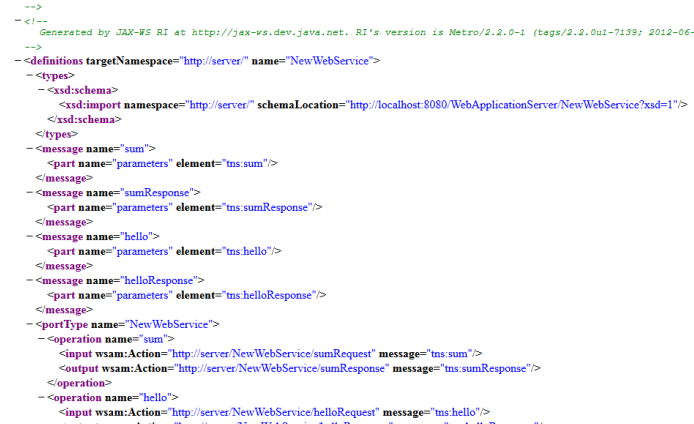 -->
− <!--
Generated by JAX-WS RI at http://jax-ws.dev.java.net. RI's version is Metro/2.2.0-1 (tags/2.2.0u1-7139; 2012-06-
-->
− <definitions targetNamespace="http://server/" name="NewWebService">
− <types>
− <xsd:schema>
<xsd:import namespace="http://server/" schemaLocation="http://localhost:8080/WebApplicationServer/NewWebService?xsd=1"/>
</xsd:schema>
</types>
− <message name="sum">
<part name="parameters" element="tns:sum"/>
</message>
− <message name="sumResponse">
<part name="parameters" element="tns:sumResponse"/>
</message>
− <message name="hello">
<part name="parameters" element="tns:hello"/>
</message>
− <message name="helloResponse">
<part name="parameters" element="tns:helloResponse"/>
</message>
− <portType name="NewWebService">
− <operation name="sum">
<input wsam:Action="http://server/NewWebService/sumRequest" message="tns:sum"/>
<output wsam:Action="http://server/NewWebService/sumResponse" message="tns:sumResponse"/>
</operation>
− <operation name="hello">
<input wsam:Action="http://server/NewWebService/helloRequest" message="tns:hello"/>